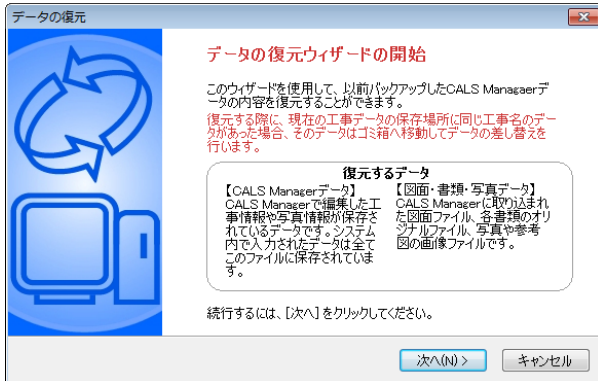 データの復元
データの復元ウィザードの開始
このウィザードを使用して、以前バックアップしたCALS Managaerデ
ータの内容を復元することができます。
復元する際に、現在の工事データの保存場所に同じ工事名のデー
タがあった場合、そのデータはゴミ箱へ移動してデータの差し替えを
行います。
復元するデータ
【CALS Managerデータ】
CALS Managerで編集した工
事情報や写真情報が保存さ
れているデータです。システム
内で入力されたデータは全て
このファイルに保存されていま
す。
【図面・書類・写真データ】
CALS Managerに取り込まれ
た図面ファイル、各書類のオリ
ジナルファイル、写真や参考
図の画像ファイルです。
続行するには、[次へ]をクリックしてください。
次へ(N) >
キャンセル